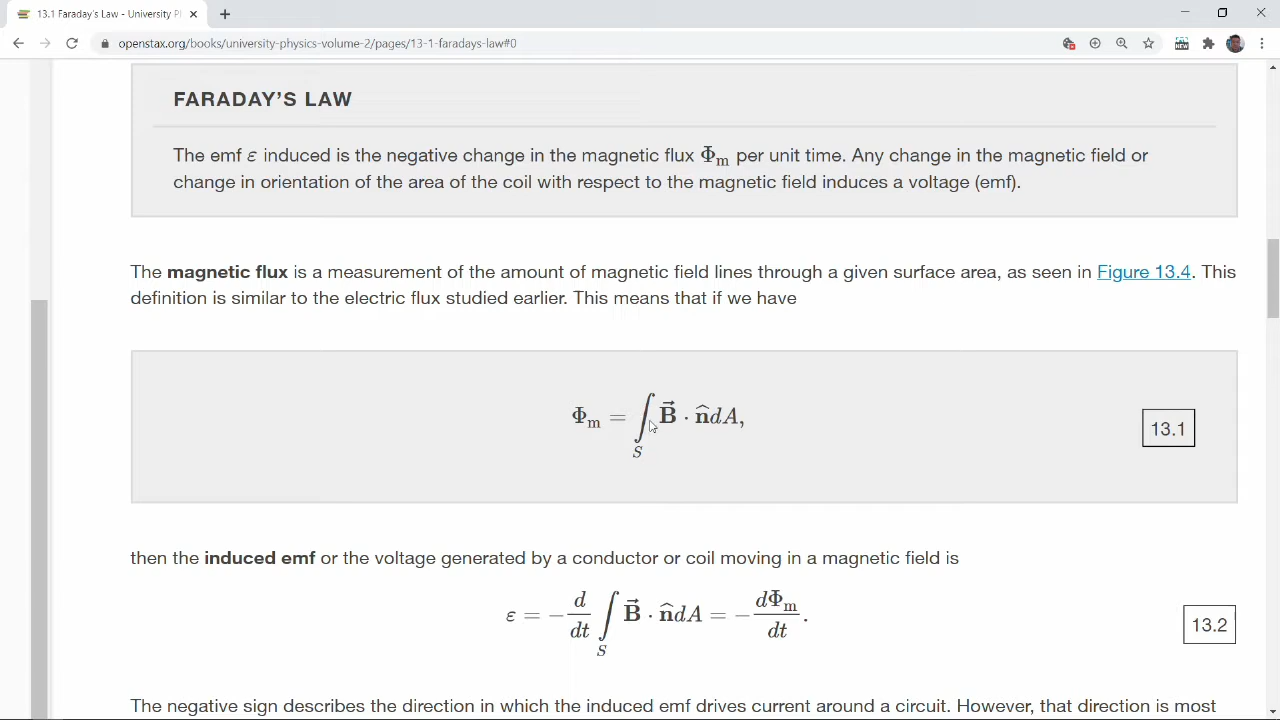 13.1 Faraday's Law - University Pl
openstax.org/books/university-physics-volume-2/pages/13-1-faradays-law#0
NEW
FARADAY'S LAW
The emf ε induced is the negative change in the magnetic flux Φm per unit time. Any change in the magnetic field or
change in orientation of the area of the coil with respect to the magnetic field induces a voltage (emf).
The magnetic flux is a measurement of the amount of magnetic field lines through a given surface area, as seen in Figure 13.4. This
definition is similar to the electric flux studied earlier. This means that if we have
Φm = ∫S B⃗ · n̂dA,
13.1
then the induced emf or the voltage generated by a conductor or coil moving in a magnetic field is
ε = − d/dt ∫S B⃗ · n̂dA = − dΦm/dt.
13.2
The negative sign describes the direction in which the induced emf drives current around a circuit. However, that direction is most